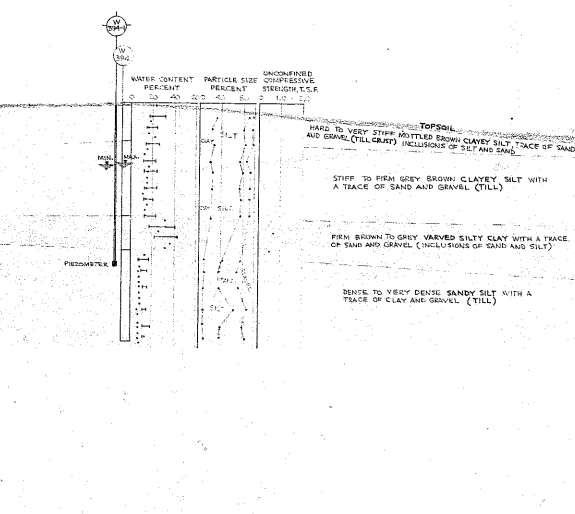 W
394-1
W
394
WATER CONTENT
PERCENT
PARTICLE SIZE
PERCENT
UNCONFINED
COMPRESSIVE
STRENGTH, T.S.F.
0 20 40
0 40 80
0 1.0 2.0
TOPSOIL
HARD TO VERY STIFF MOTTLED BROWN CLAYEY SILT, TRACE OF SAND
AND GRAVEL (TILL CRUST) INCLUSIONS OF SILT AND SAND
CLAY SILT
MIN. MAX.
STIFF TO FIRM GREY BROWN CLAYEY SILT WITH
A TRACE OF SAND AND GRAVEL (TILL)
CLAY SILT
FIRM BROWN TO GREY VARVED SILTY CLAY WITH A TRACE
OF SAND AND GRAVEL (INCLUSIONS OF SAND AND SILT)
PIEZOMETER
DENSE TO VERY DENSE SANDY SILT WITH A
TRACE OF CLAY AND GRAVEL (TILL)
SILT